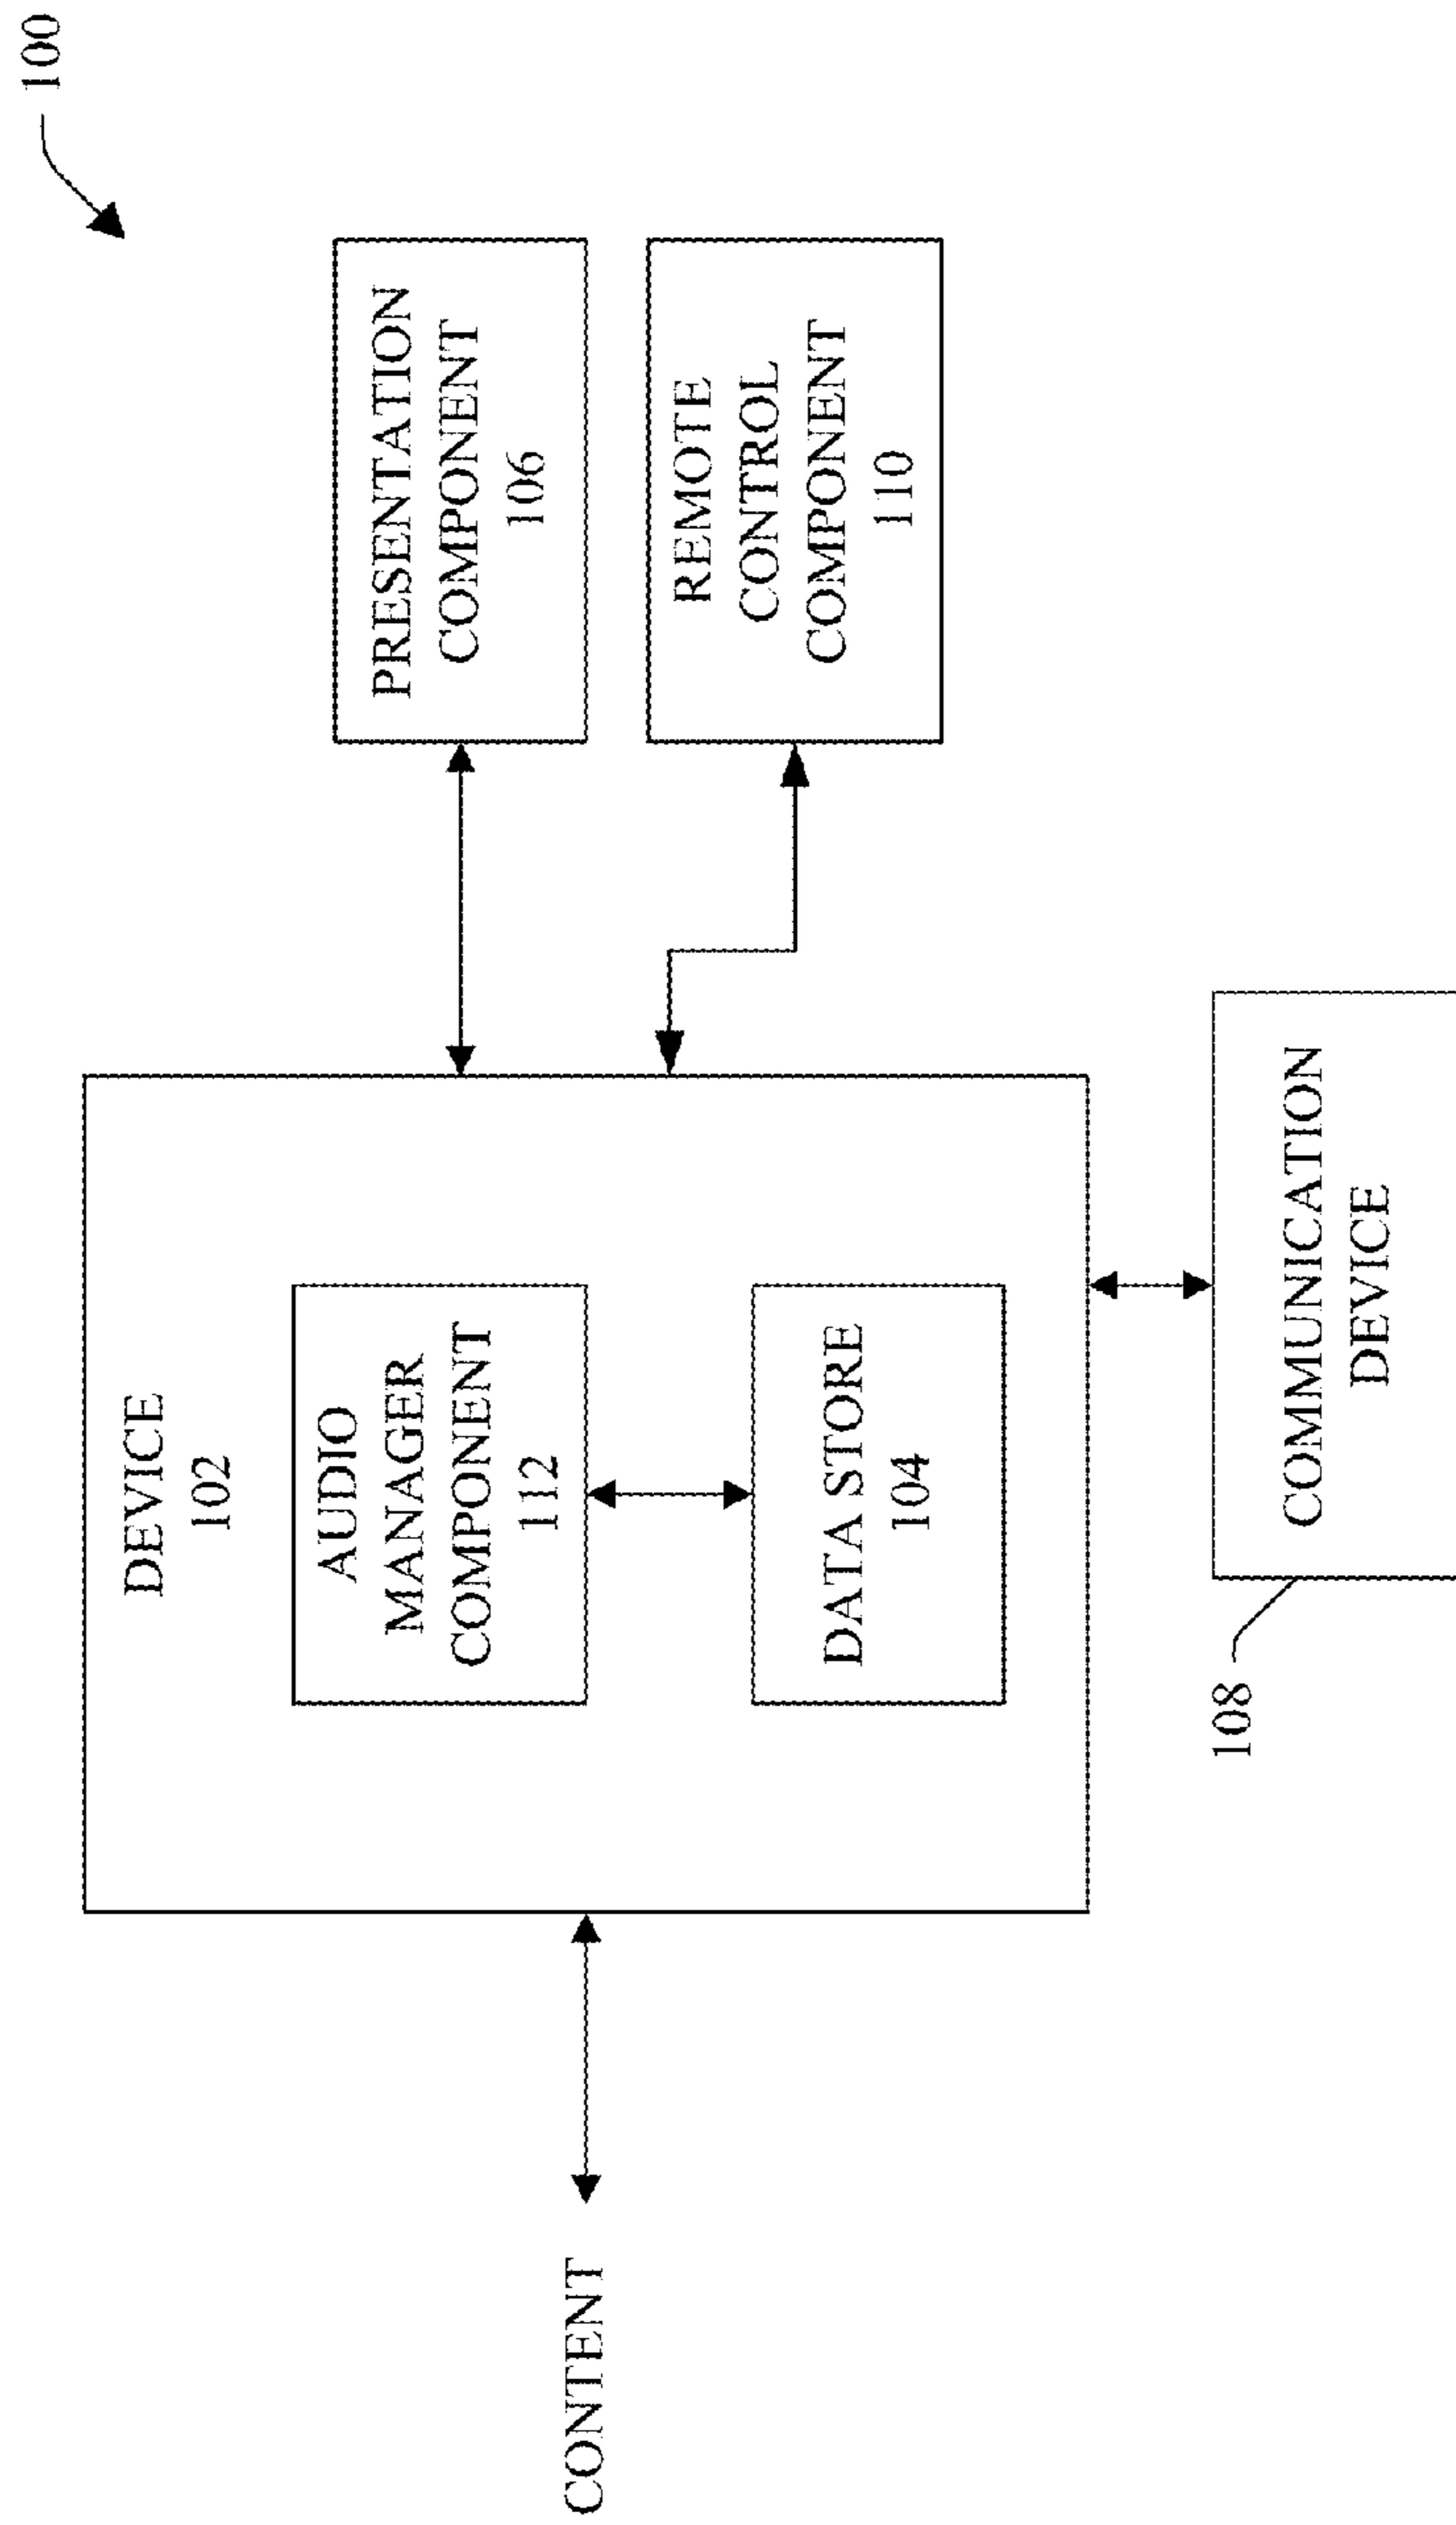 100
DEVICE
102
AUDIO
MANAGER
COMPONENT
112
DATA STORE
104
CONTENT
PRESENTATION
COMPONENT
106
REMOTE
CONTROL
COMPONENT
110
108
COMMUNICATION
DEVICE